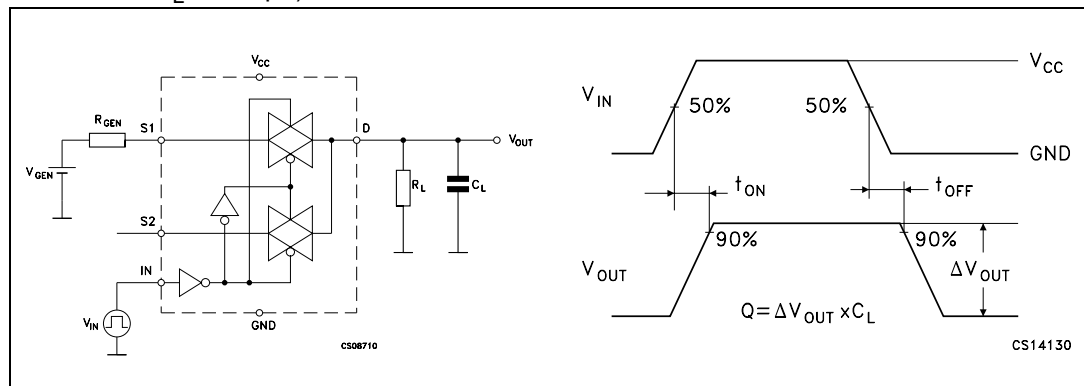 V_CC
R_GEN
S1
D
V_OUT
V_GEN
R_L
C_L
S2
IN
V_IN
GND
CS08710
V_IN
50%
50%
V_CC
GND
t_ON
t_OFF
90%
90%
V_OUT
ΔV_OUT
Q=ΔV_OUT xC_L
CS14130